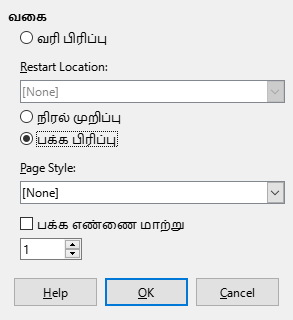 வகை
வரி பிரிப்பு
Restart Location:
[None]
நிரல் முறிப்பு
பக்க பிரிப்பு
Page Style:
[None]
பக்க எண்ணை மாற்று
1
Help OK Cancel